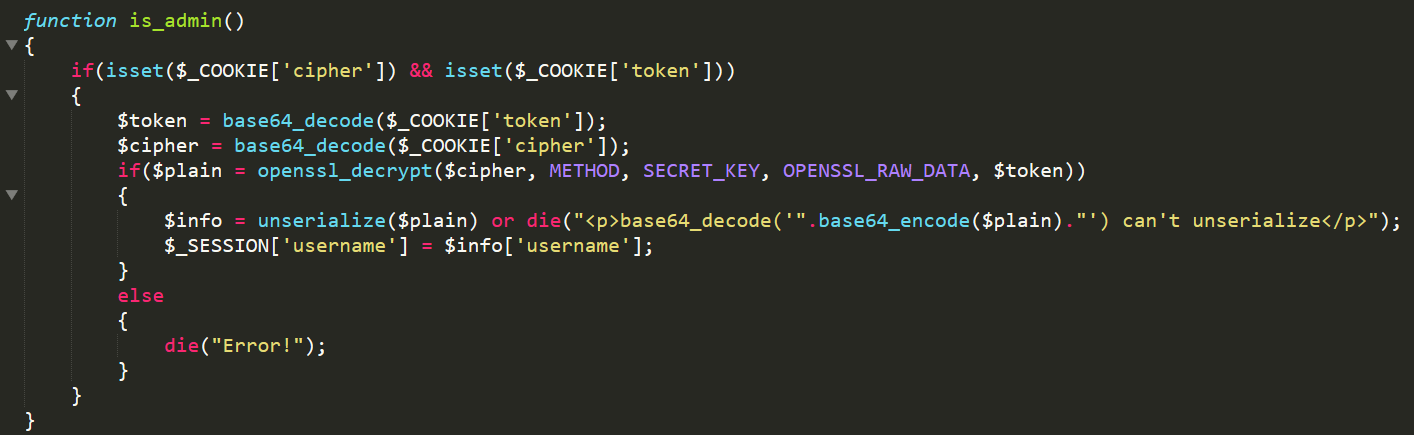 function is_admin()
{
    if(isset($_COOKIE['cipher']) && isset($_COOKIE['token']))
    {
        $token = base64_decode($_COOKIE['token']);
        $cipher = base64_decode($_COOKIE['cipher']);
        if($plain = openssl_decrypt($cipher, METHOD, SECRET_KEY, OPENSSL_RAW_DATA, $token))
        {
            $info = unserialize($plain) or die("<p>base64_decode('".base64_encode($plain)."') can't unserialize</p>");
            $_SESSION['username'] = $info['username'];
        }
        else
        {
            die("Error!");
        }
    }
}